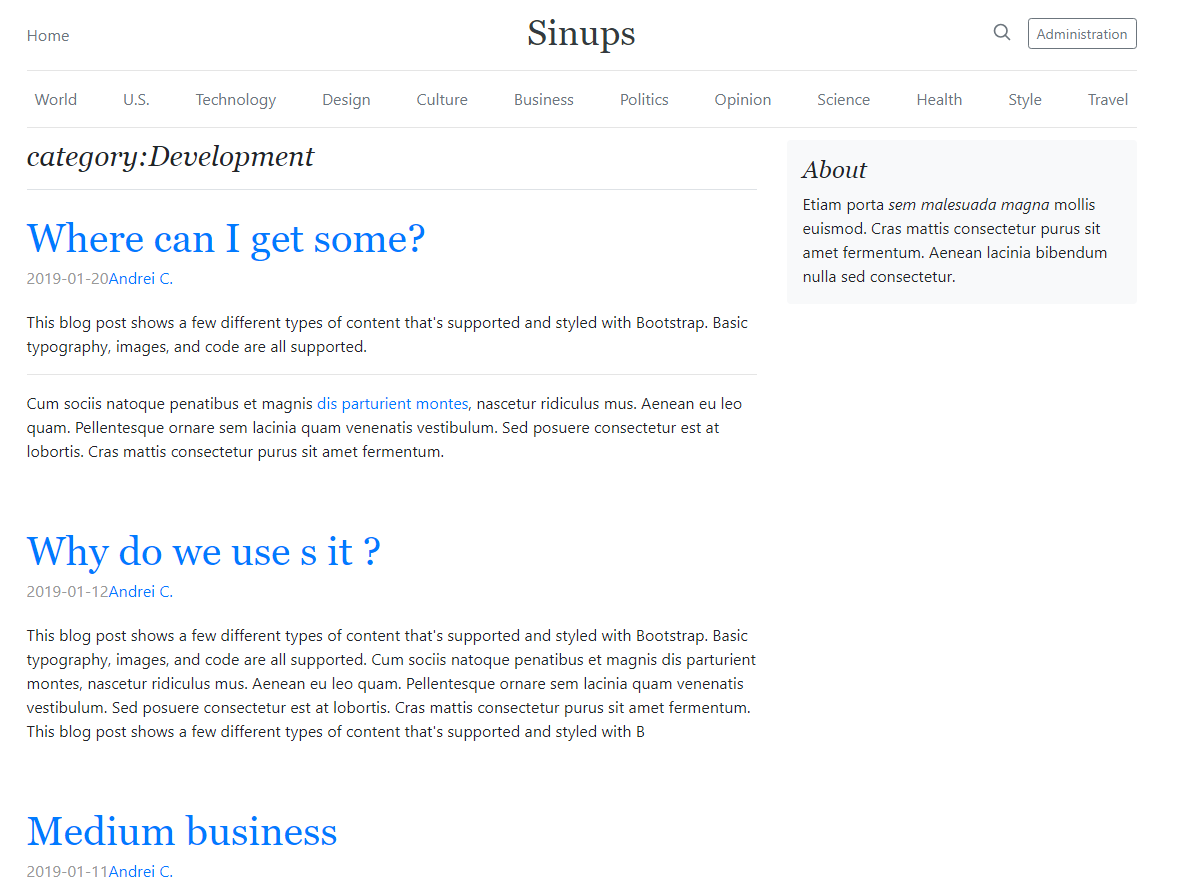 Home
Sinups
Administration
World U.S. Technology Design Culture Business Politics Opinion Science Health Style Travel
category:Development
Where can I get some?
2019-01-20Andrei C.
This blog post shows a few different types of content that's supported and styled with Bootstrap. Basic
typography, images, and code are all supported.
Cum sociis natoque penatibus et magnis dis parturient montes, nascetur ridiculus mus. Aenean eu leo
quam. Pellentesque ornare sem lacinia quam venenatis vestibulum. Sed posuere consectetur est at
lobortis. Cras mattis consectetur purus sit amet fermentum.
Why do we use s it ?
2019-01-12Andrei C.
This blog post shows a few different types of content that's supported and styled with Bootstrap. Basic
typography, images, and code are all supported. Cum sociis natoque penatibus et magnis dis parturient
montes, nascetur ridiculus mus. Aenean eu leo quam. Pellentesque ornare sem lacinia quam venenatis
vestibulum. Sed posuere consectetur est at lobortis. Cras mattis consectetur purus sit amet fermentum.
This blog post shows a few different types of content that's supported and styled with B
Medium business
2019-01-11Andrei C.
About
Etiam porta sem malesuada magna mollis
euismod. Cras mattis consectetur purus sit
amet fermentum. Aenean lacinia bibendum
nulla sed consectetur.